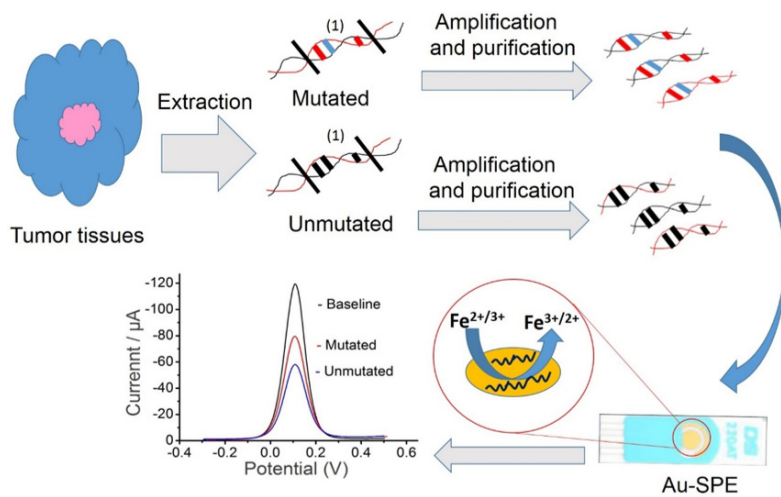 (1)
Mutated
Amplification
and purification
Extraction
Tumor tissues
(1)
Unmutated
Amplification
and purification
-120
-100
-80
-60
-40
-20
0
Currennt / µA
- Baseline
- Mutated
- Unmutated
-0.4 -0.2 0.0 0.2 0.4 0.6
Potential (V)
Fe2+/3+ Fe3+/2+
DS
220AT
Au-SPE